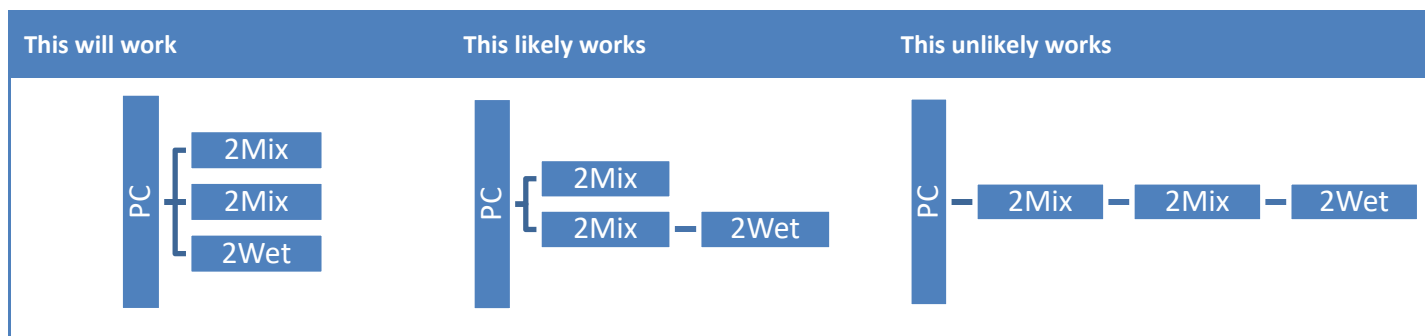 This will work
This likely works
This unlikely works
PC
2Mix
2Mix
2Wet
PC
2Mix
2Mix
2Wet
PC
2Mix
2Mix
2Wet